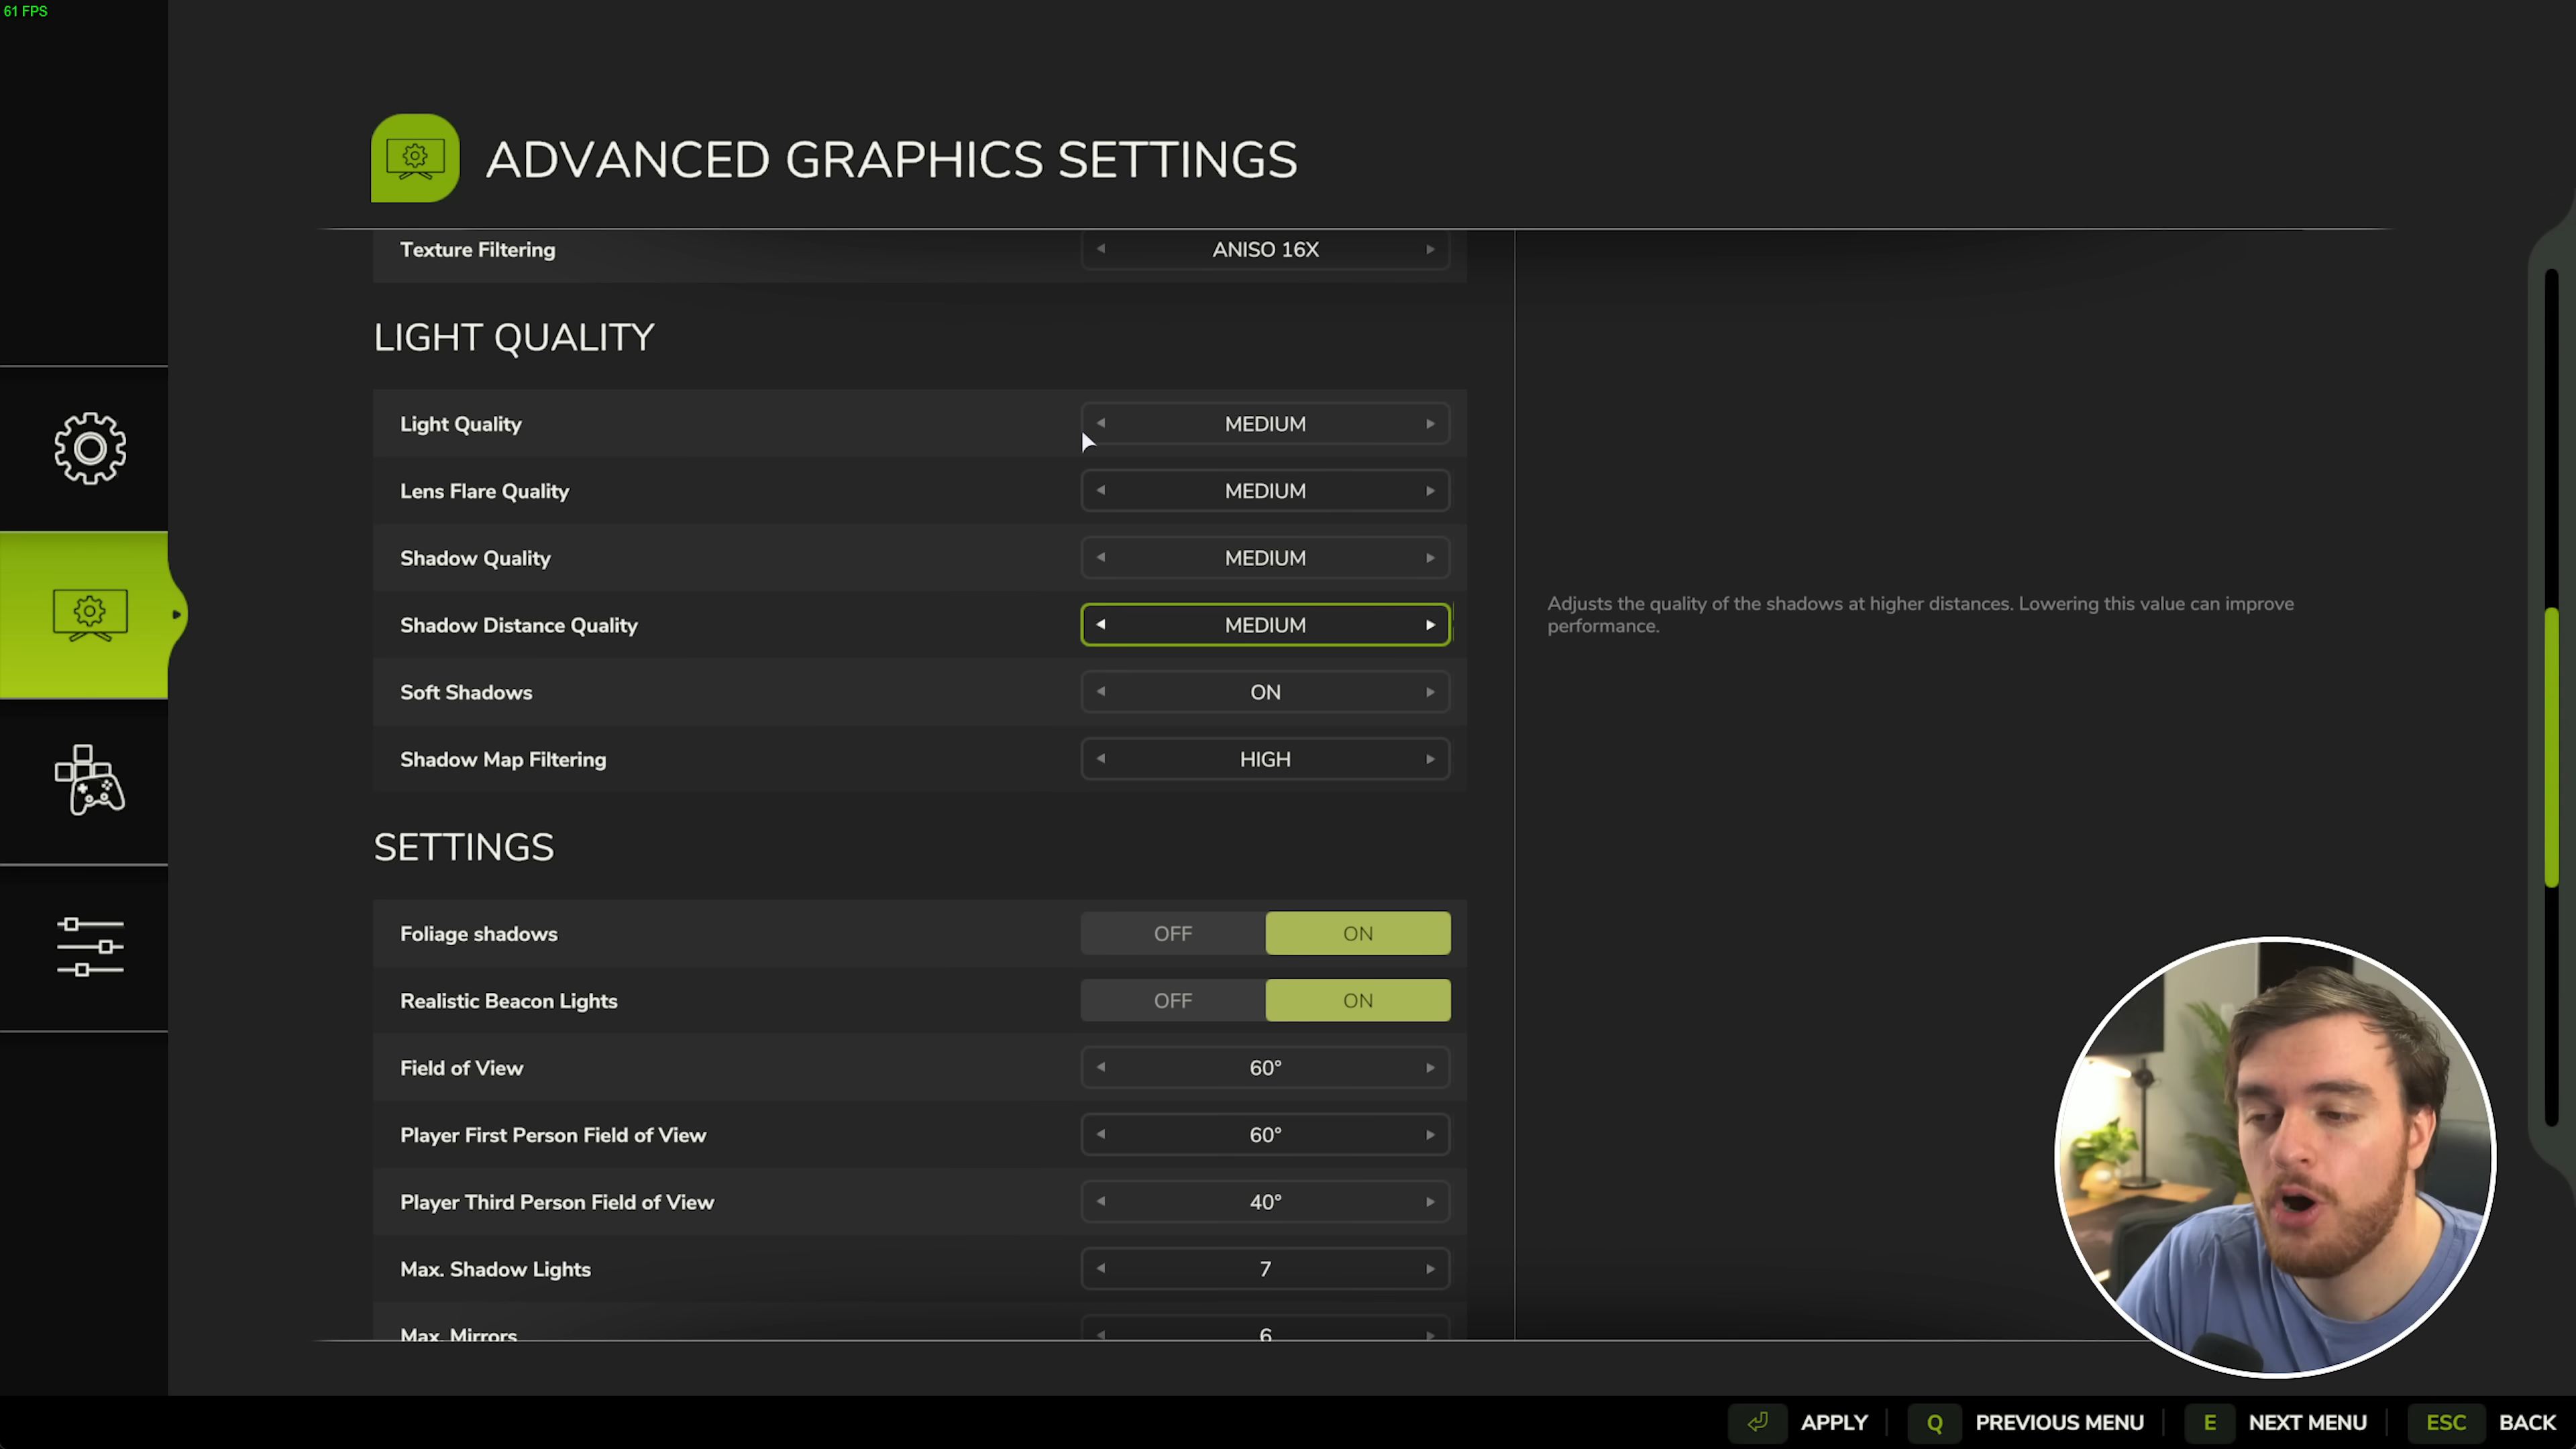 61 FPS
ADVANCED GRAPHICS SETTINGS
Texture Filtering ANISO 16X
LIGHT QUALITY
Light Quality MEDIUM
Lens Flare Quality MEDIUM
Shadow Quality MEDIUM
Shadow Distance Quality MEDIUM
Adjusts the quality of the shadows at higher distances. Lowering this value can improve
performance.
Soft Shadows ON
Shadow Map Filtering HIGH
SETTINGS
Foliage shadows OFF ON
Realistic Beacon Lights OFF ON
Field of View 60°
Player First Person Field of View 60°
Player Third Person Field of View 40°
Max. Shadow Lights 7
Max. Mirrors 6
APPLY Q PREVIOUS MENU E NEXT MENU ESC BACK